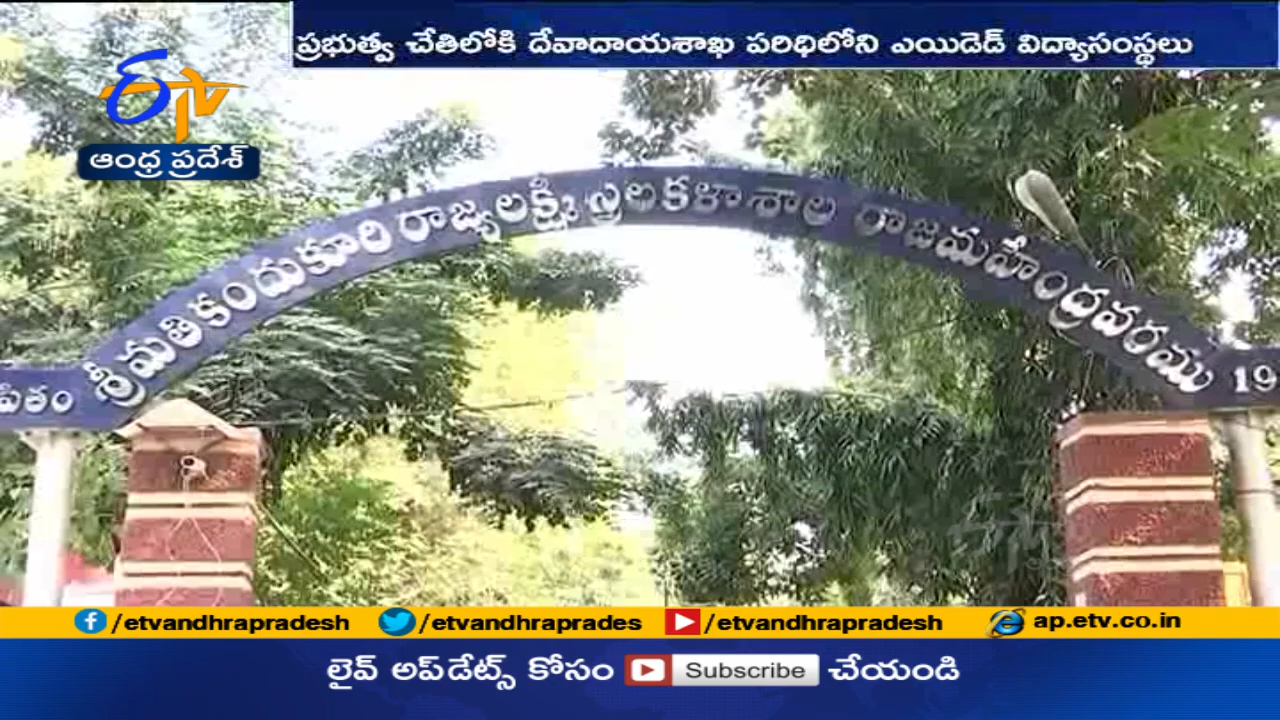 ప్రభుత్వ చేతిలోకి దేవాదాయశాఖ పరిధిలోని ఎయిడెడ్ విద్యాసంస్థలు
etv
ఆంధ్ర ప్రదేశ్
శ్రీమతి కందుకూరి రాజ్యలక్ష్మి స్త్రీల కళాశాల రాజమహేంద్రవరము 19
/etvandhrapradesh /etvandhraprades /etvandhrapradesh ap.etv.co.in
లైవ్ అప్‌డేట్స్ కోసం Subscribe చేయండి